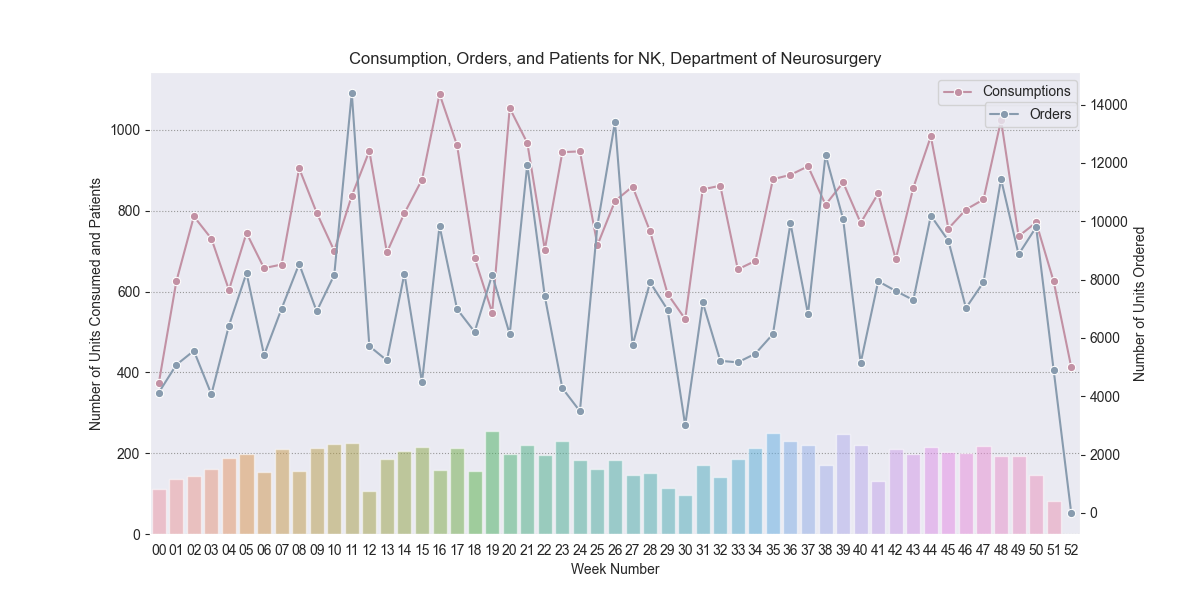 Consumption, Orders, and Patients for NK, Department of Neurosurgery
Consumptions
Orders
Number of Units Consumed and Patients
1000
800
600
400
200
0
14000
12000
10000
8000
6000
4000
2000
0
Number of Units Ordered
00 01 02 03 04 05 06 07 08 09 10 11 12 13 14 15 16 17 18 19 20 21 22 23 24 25 26 27 28 29 30 31 32 33 34 35 36 37 38 39 40 41 42 43 44 45 46 47 48 49 50 51 52
Week Number